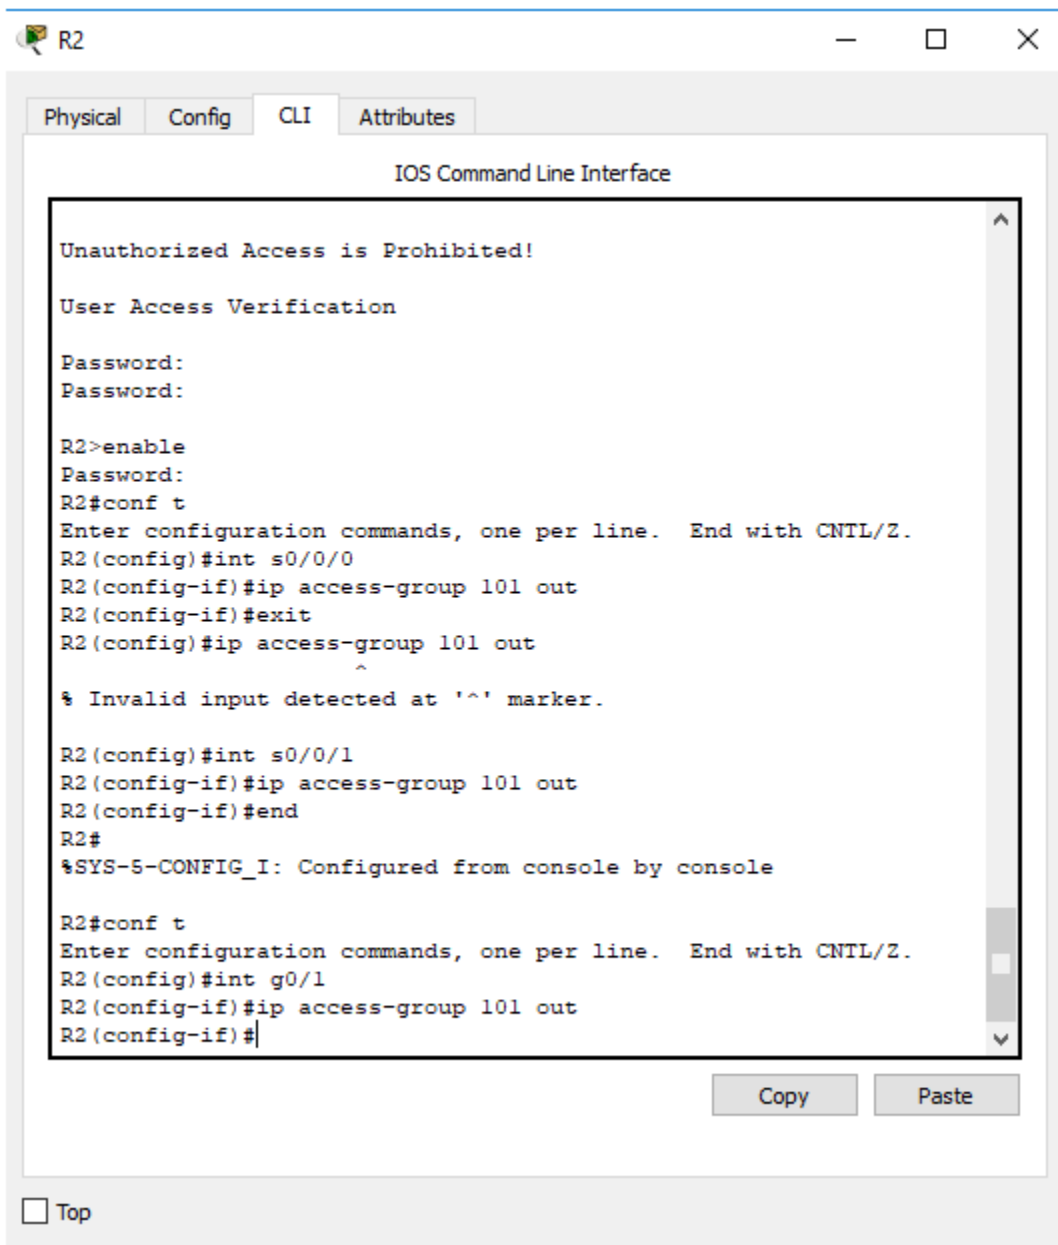 R2
Physical Config CLI Attributes
IOS Command Line Interface
Unauthorized Access is Prohibited!
User Access Verification
Password:
Password:
R2>enable
Password:
R2#conf t
Enter configuration commands, one per line.  End with CNTL/Z.
R2(config)#int s0/0/0
R2(config-if)#ip access-group 101 out
R2(config-if)#exit
R2(config)#ip access-group 101 out
^
% Invalid input detected at '^' marker.
R2(config)#int s0/0/1
R2(config-if)#ip access-group 101 out
R2(config-if)#end
R2#
%SYS-5-CONFIG_I: Configured from console by console
R2#conf t
Enter configuration commands, one per line.  End with CNTL/Z.
R2(config)#int g0/1
R2(config-if)#ip access-group 101 out
R2(config-if)#
Copy Paste
Top